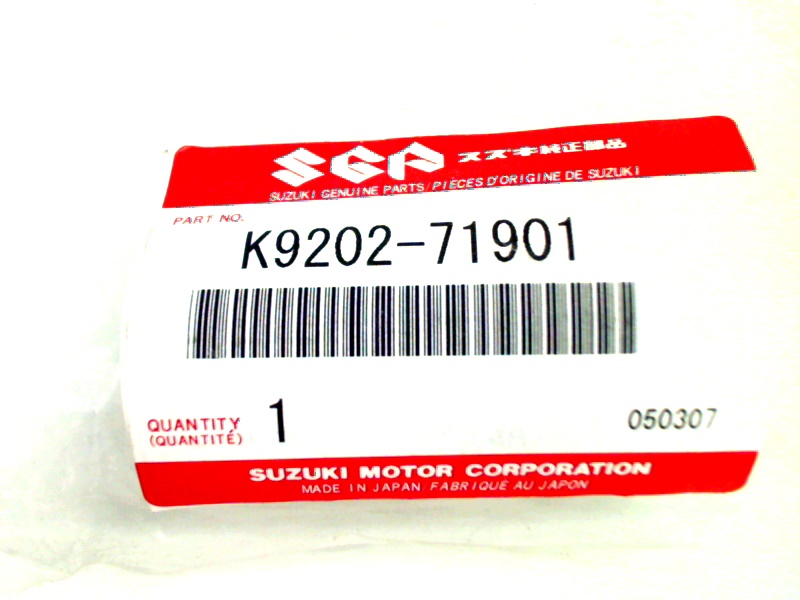 SGP スズキ純正部品
SUZUKI GENUINE PARTS/PIÈCES D'ORIGINE DE SUZUKI
PART NO.
K9202-71901
QUANTITY 1
(QUANTITÉ)
050307
SUZUKI MOTOR CORPORATION
MADE IN JAPAN/FABRIQUÉ AU JAPON